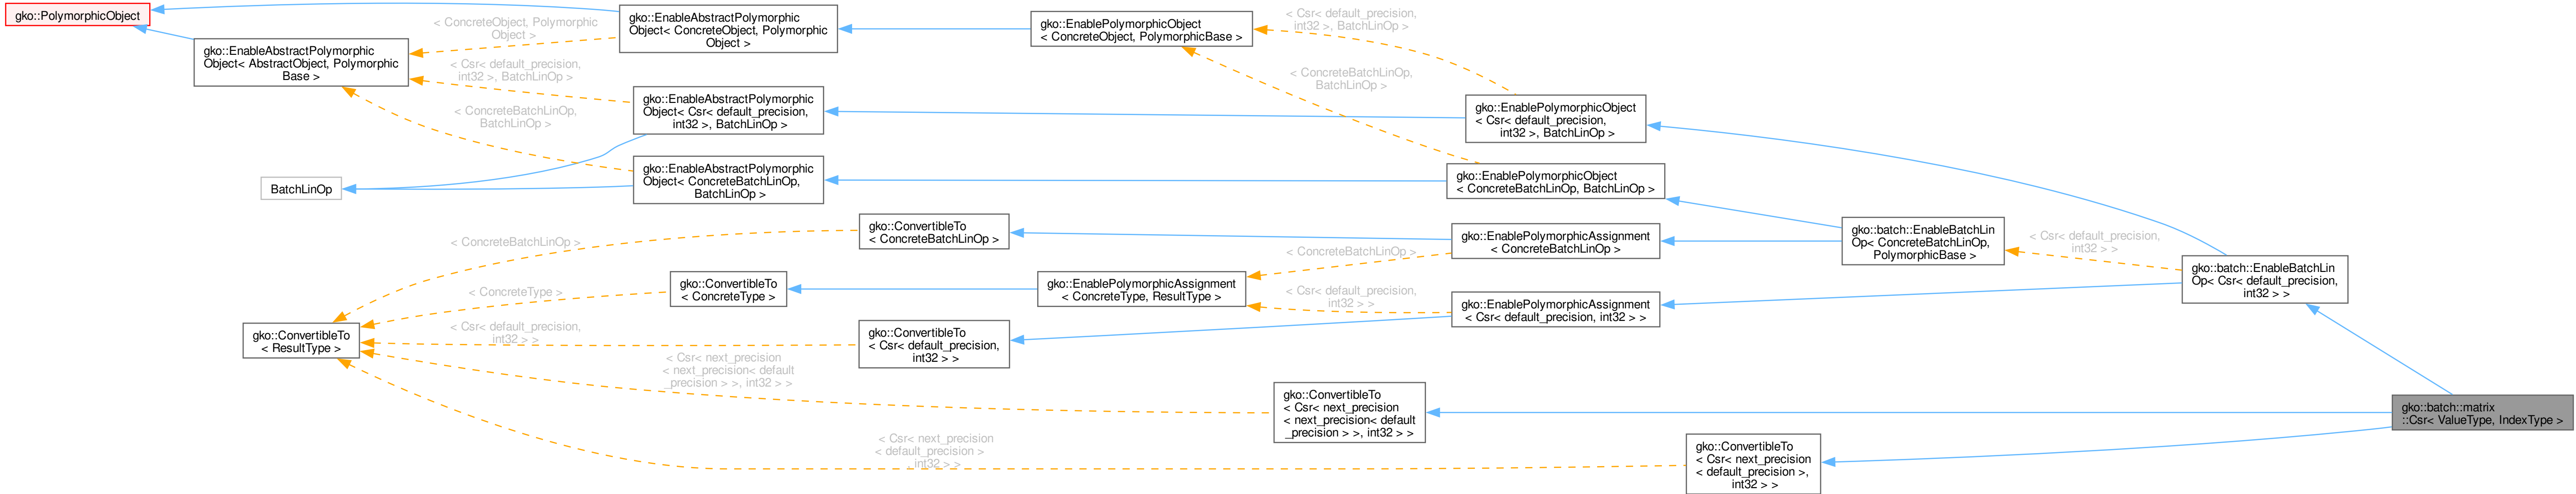 gko::PolymorphicObject
gko::EnableAbstractPolymorphic
Object< AbstractObject, Polymorphic
Base >
< ConcreteObject, Polymorphic
Object >
< Csr< default_precision,
int32 >, BatchLinOp >
< ConcreteBatchLinOp,
BatchLinOp >
gko::EnableAbstractPolymorphic
Object< ConcreteObject, Polymorphic
Object >
gko::EnableAbstractPolymorphic
Object< Csr< default_precision,
int32 >, BatchLinOp >
gko::EnableAbstractPolymorphic
Object< ConcreteBatchLinOp,
BatchLinOp >
BatchLinOp
gko::EnablePolymorphicObject
< ConcreteObject, PolymorphicBase >
< Csr< default_precision,
int32 >, BatchLinOp >
< ConcreteBatchLinOp,
BatchLinOp >
gko::EnablePolymorphicObject
< Csr< default_precision,
int32 >, BatchLinOp >
gko::EnablePolymorphicObject
< ConcreteBatchLinOp, BatchLinOp >
gko::ConvertibleTo
< ResultType >
< ConcreteBatchLinOp >
< ConcreteType >
< Csr< default_precision,
int32 > >
< Csr< next_precision
< next_precision< default
_precision > >, int32 > >
< Csr< next_precision
< default_precision >
, int32 > >
gko::ConvertibleTo
< ConcreteBatchLinOp >
gko::ConvertibleTo
< ConcreteType >
gko::ConvertibleTo
< Csr< default_precision,
int32 > >
gko::EnablePolymorphicAssignment
< ConcreteType, ResultType >
< ConcreteBatchLinOp >
< Csr< default_precision,
int32 > >
gko::ConvertibleTo
< Csr< next_precision
< next_precision< default
_precision > >, int32 > >
gko::EnablePolymorphicAssignment
< ConcreteBatchLinOp >
gko::EnablePolymorphicAssignment
< Csr< default_precision, int32 > >
gko::ConvertibleTo
< Csr< next_precision
< default_precision >,
int32 > >
gko::batch::EnableBatchLin
Op< ConcreteBatchLinOp,
PolymorphicBase >
< Csr< default_precision,
int32 > >
gko::batch::EnableBatchLin
Op< Csr< default_precision,
int32 > >
gko::batch::matrix
::Csr< ValueType, IndexType >